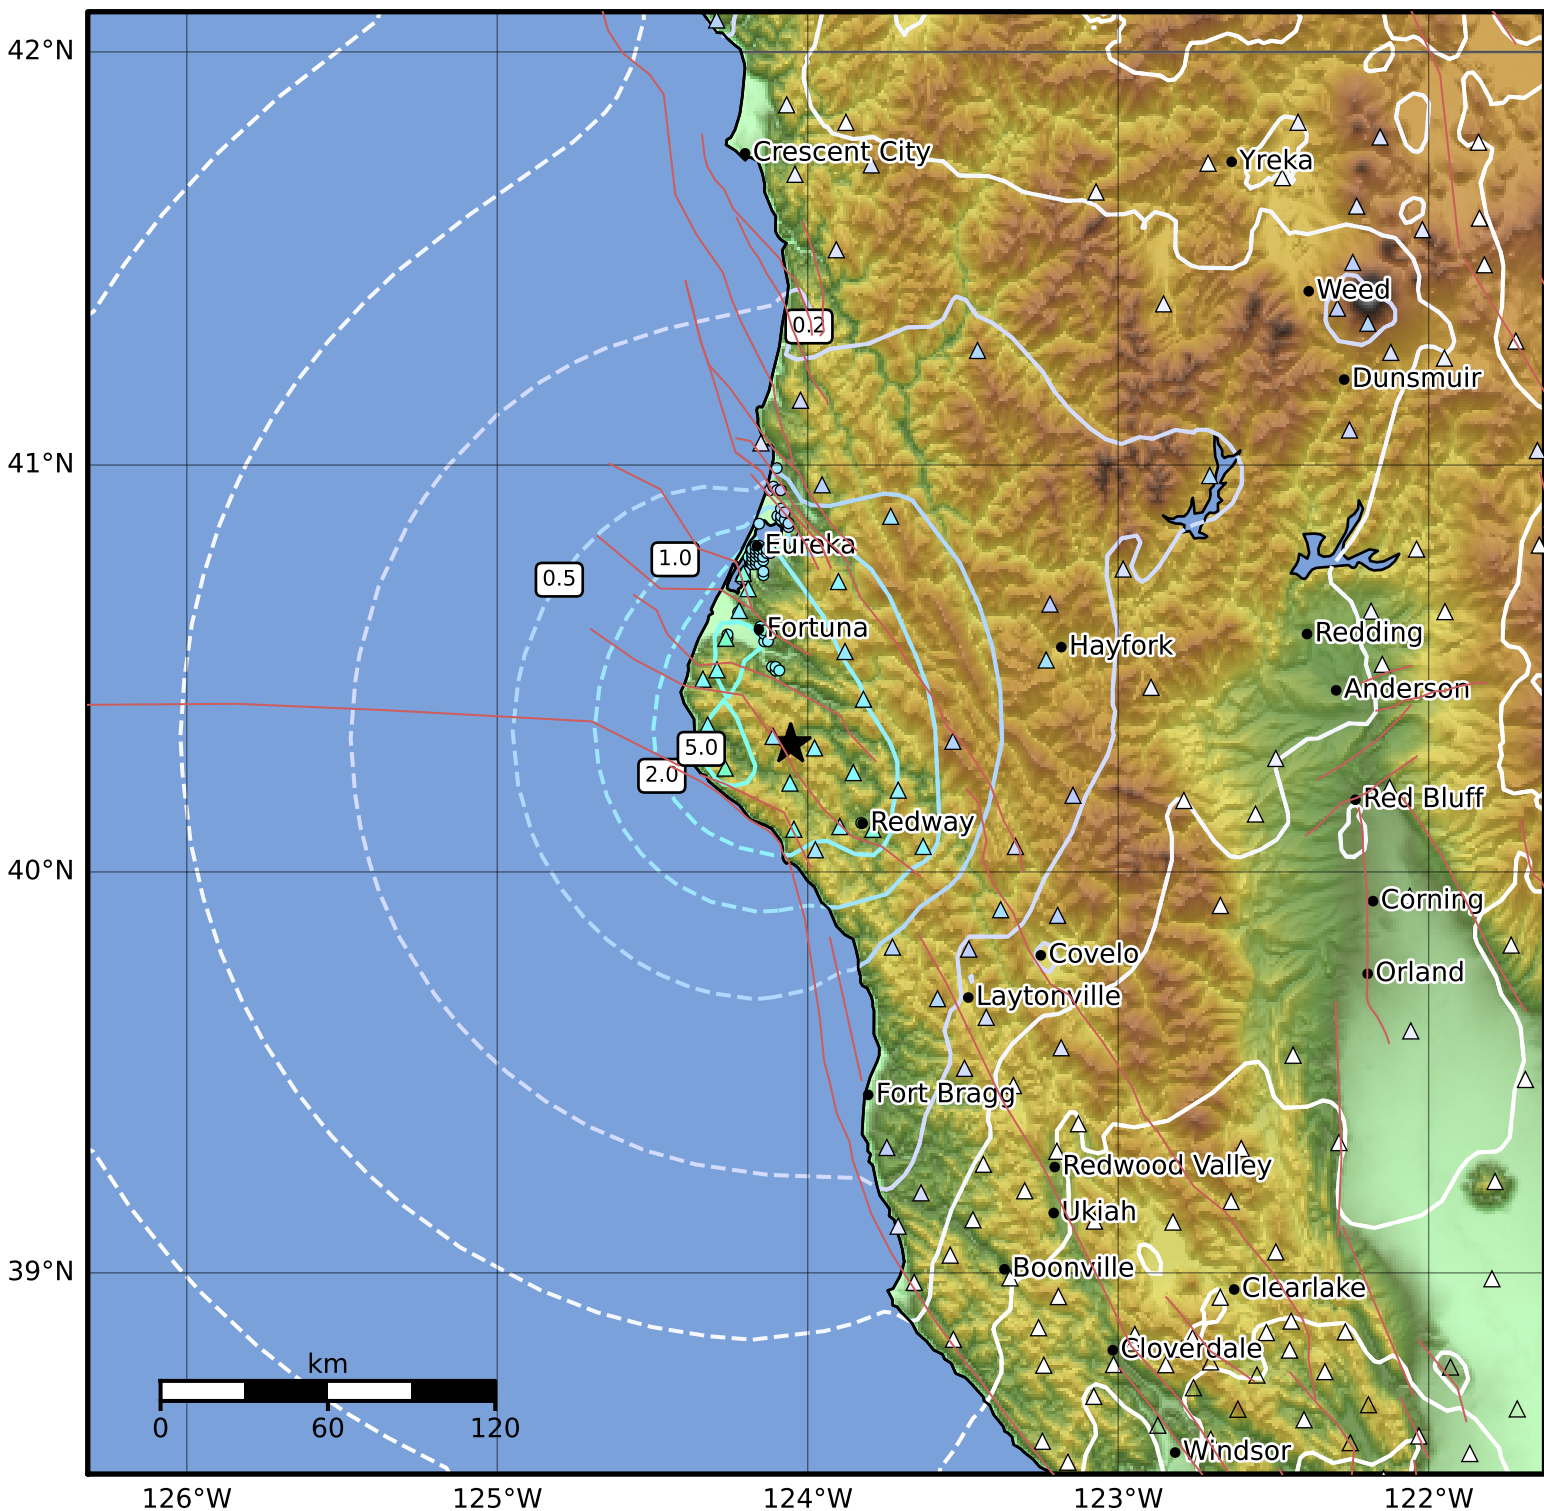 42°N
Crescent City
Yreka
Weed
0.2
Dunsmuir
41°N
Eureka
1.0
0.5
Fortuna
Redding
Hayfork
Anderson
5.0
2.0
Red Bluff
Redway
40°N
Corning
Covelo
Orland
Laytonville
Fort Bragg
Redwood Valley
Ukiah
39°N
Boonville
Clearlake
Cloverdale
km
0 60 120
Windsor
126°W 125°W 124°W 123°W 122°W